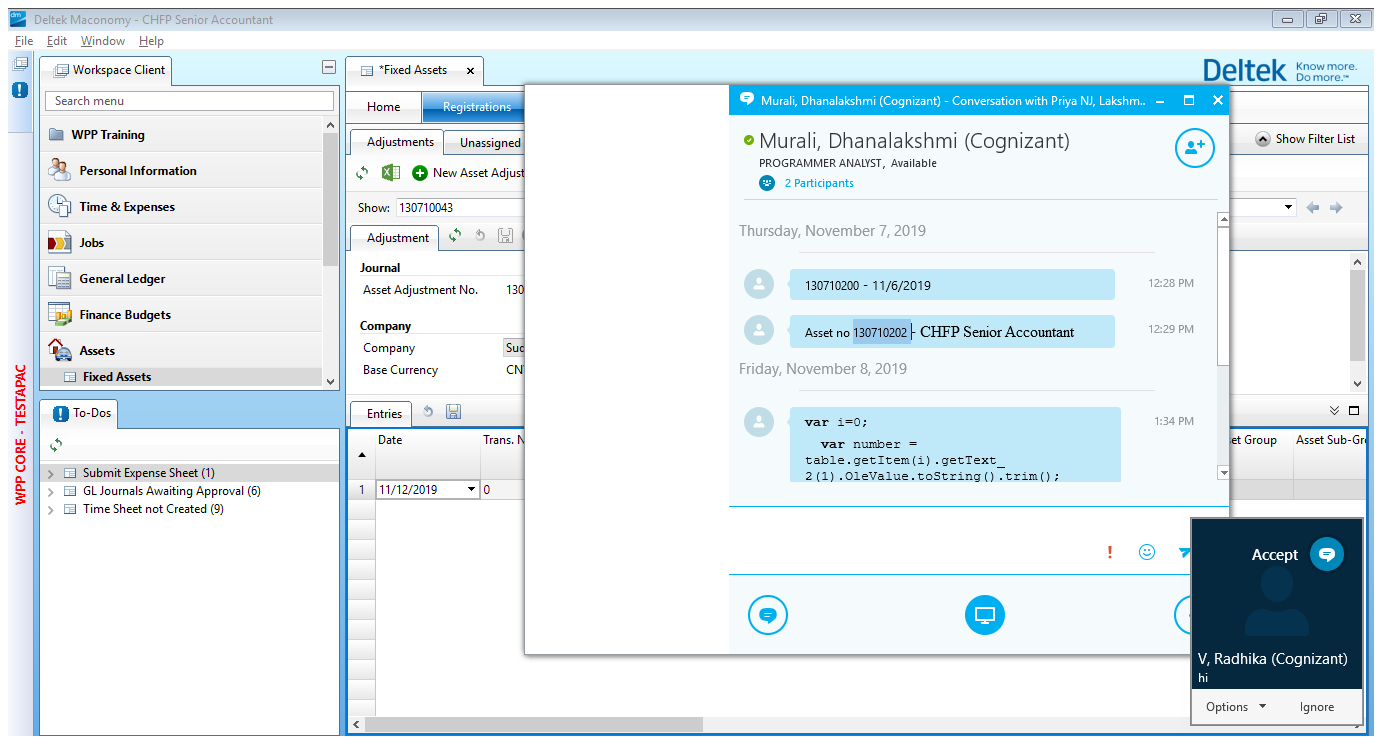 Deltek Maconomy - CHFP Senior Accountant
File Edit Window Help
WPP CORE - TESTAPAC
Workspace Client
Search menu
WPP Training
Personal Information
Time & Expenses
Jobs
General Ledger
Finance Budgets
Assets
Fixed Assets
To-Dos
Submit Expense Sheet (1)
GL Journals Awaiting Approval (6)
Time Sheet not Created (9)
*Fixed Assets
Deltek Know more.
Do more.™
Home Registrations
Adjustments Unassigned
Show Filter List
New Asset Adjust
Show: 130710043
Adjustment
Journal
Asset Adjustment No. 130
Company
Company
Base Currency CN
Entries
Date Trans. N
et Group Asset Sub-Gr
1 11/12/2019 0
Murali, Dhanalakshmi (Cognizant) - Conversation with Priya NJ, Lakshm..
Murali, Dhanalakshmi (Cognizant)
PROGRAMMER ANALYST, Available
2 Participants
Thursday, November 7, 2019
130710200 - 11/6/2019 12:28 PM
Asset no 130710202 - CHFP Senior Accountant 12:29 PM
Friday, November 8, 2019
var i=0; 1:34 PM
var number =
table.getItem(i).getText_
2(1).OleValue.toString().trim();
!
Accept
V, Radhika (Cognizant)
hi
Options Ignore